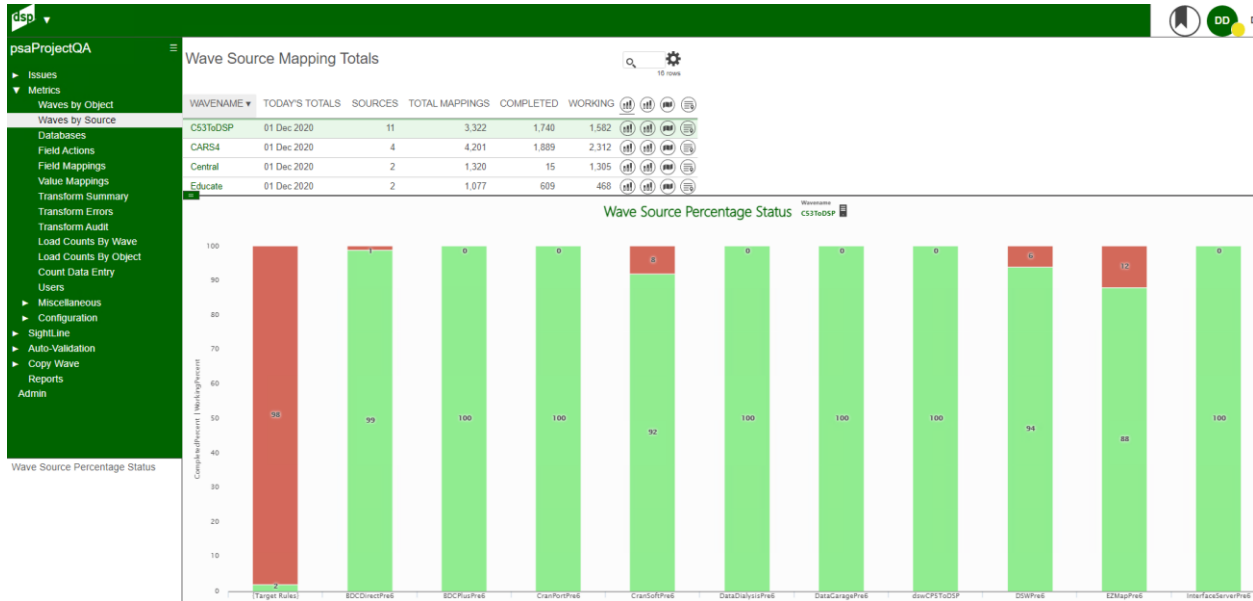 dsp
DD
psaProjectQA
Issues
Metrics
Waves by Object
Waves by Source
Databases
Field Actions
Field Mappings
Value Mappings
Transform Summary
Transform Errors
Transform Audit
Load Counts By Wave
Load Counts By Object
Count Data Entry
Users
Miscellaneous
Configuration
SightLine
Auto-Validation
Copy Wave
Reports
Admin
Wave Source Percentage Status
Wave Source Mapping Totals
16 rows
WAVENAME TODAY'S TOTALS SOURCES TOTAL MAPPINGS COMPLETED WORKING
C53ToDSP 01 Dec 2020 11 3,322 1,740 1,582
CARS4 01 Dec 2020 4 4,201 1,889 2,312
Central 01 Dec 2020 2 1,320 15 1,305
Educate 01 Dec 2020 2 1,077 609 468
Wave Source Percentage Status
Wavename
C53ToDSP
CompletedPercent | WorkingPercent
100
90
80
70
60
50
40
30
20
10
0
98 1 0 0 8 0 0 0 6 12 0
2 99 100 100 92 100 100 100 94 88 100
(Target Rules) BDCDirectPre6 BDCPlusPre6 CranPortPre6 CranSoftPre6 DataDialysisPre6 DataGaragePre6 dswCPSToDSP DSWPre6 EZMapPre6 InterfaceServerPre6